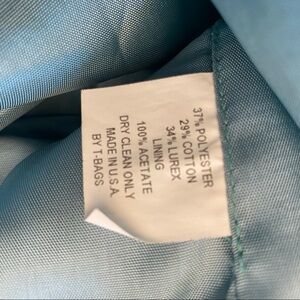 37% POLYESTER
29% COTTON
34% LUREX
LINING
100% ACETATE
DRY CLEAN ONLY
MADE IN U.S.A.
BY T-BAGS